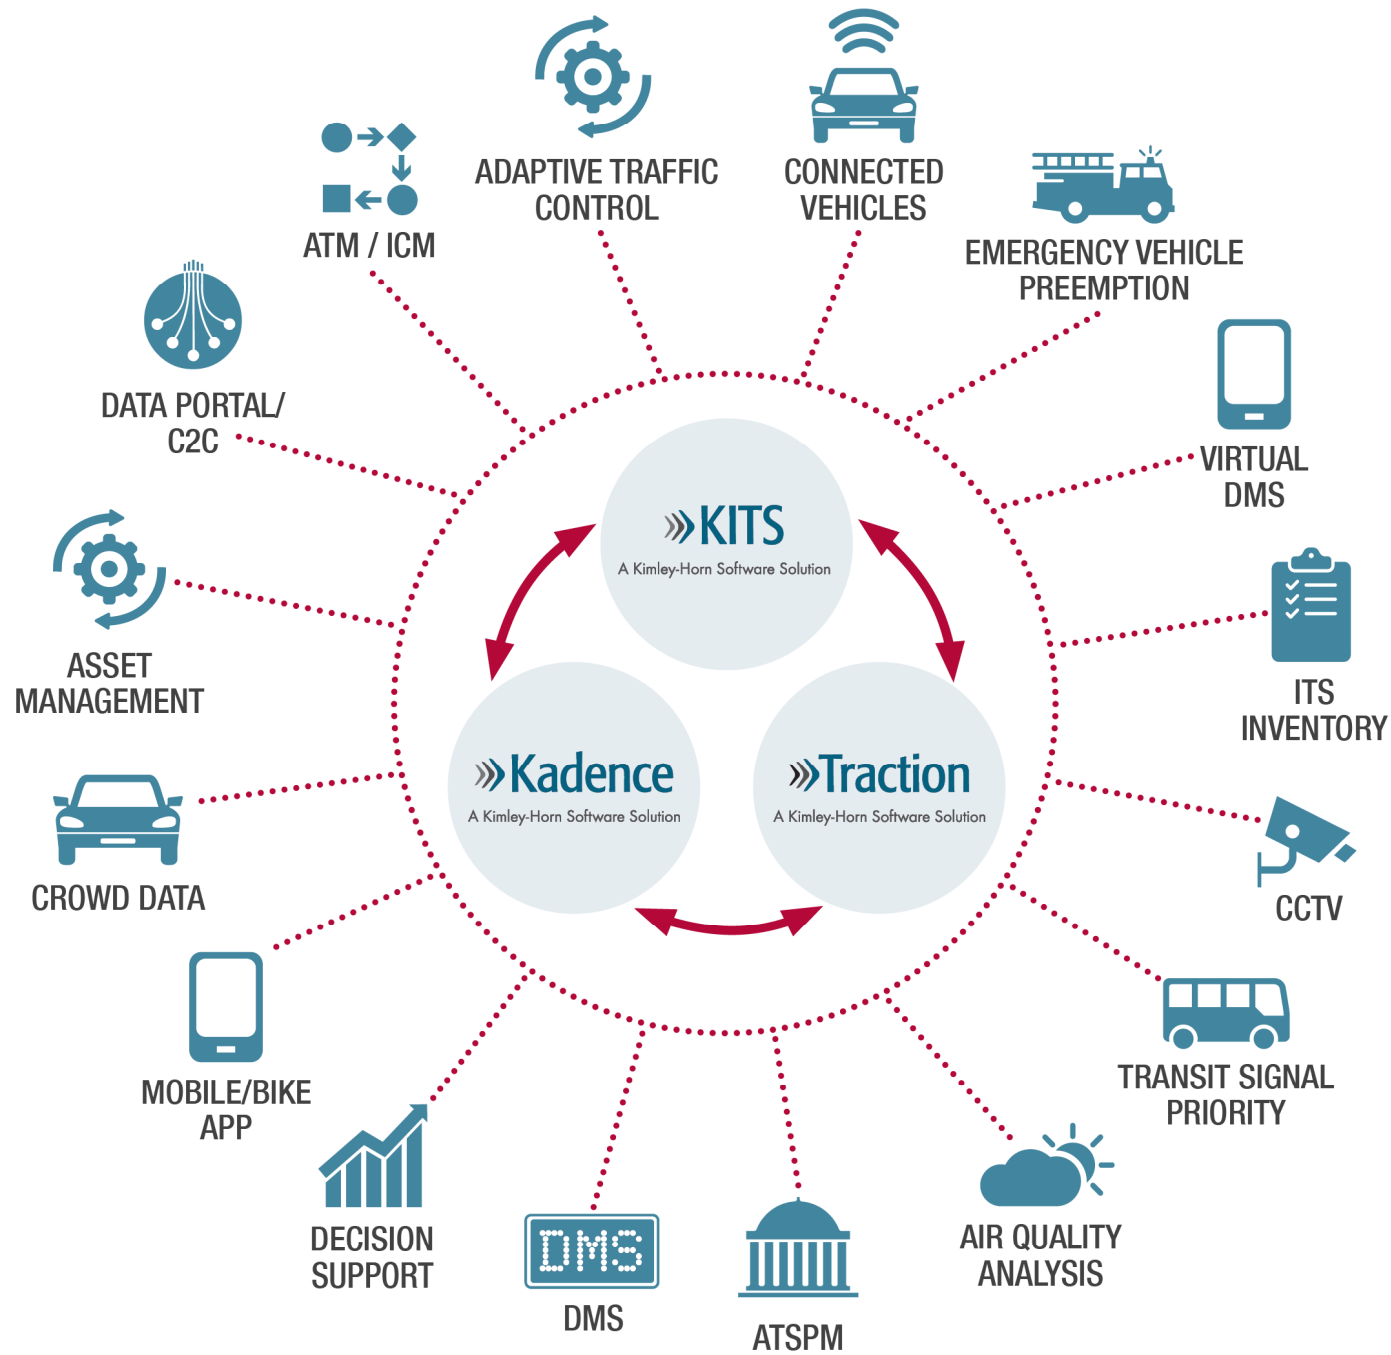 ADAPTIVE TRAFFIC
CONTROL
CONNECTED
VEHICLES
EMERGENCY VEHICLE
PREEMPTION
VIRTUAL
DMS
ITS
INVENTORY
CCTV
TRANSIT SIGNAL
PRIORITY
AIR QUALITY
ANALYSIS
ATSPM
DMS
DMS
DECISION
SUPPORT
MOBILE/BIKE
APP
CROWD DATA
ASSET
MANAGEMENT
DATA PORTAL/
C2C
ATM / ICM
KITS
A Kimley-Horn Software Solution
Kadence
A Kimley-Horn Software Solution
Traction
A Kimley-Horn Software Solution